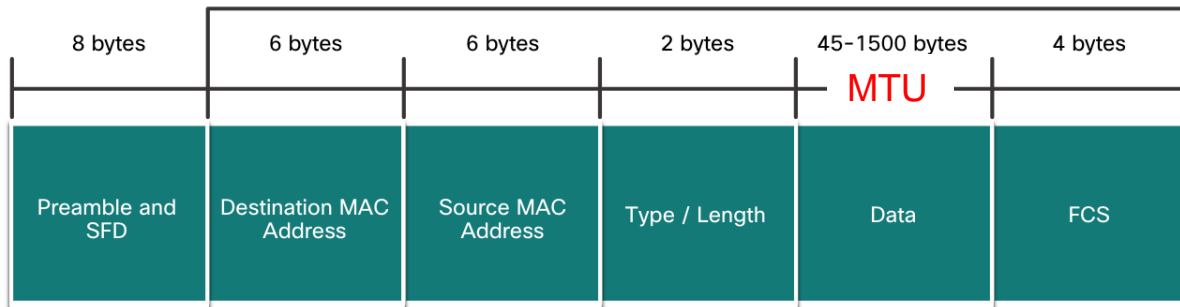 8 bytes
6 bytes
6 bytes
2 bytes
45-1500 bytes
4 bytes
MTU
Preamble and
SFD
Destination MAC
Address
Source MAC
Address
Type / Length
Data
FCS